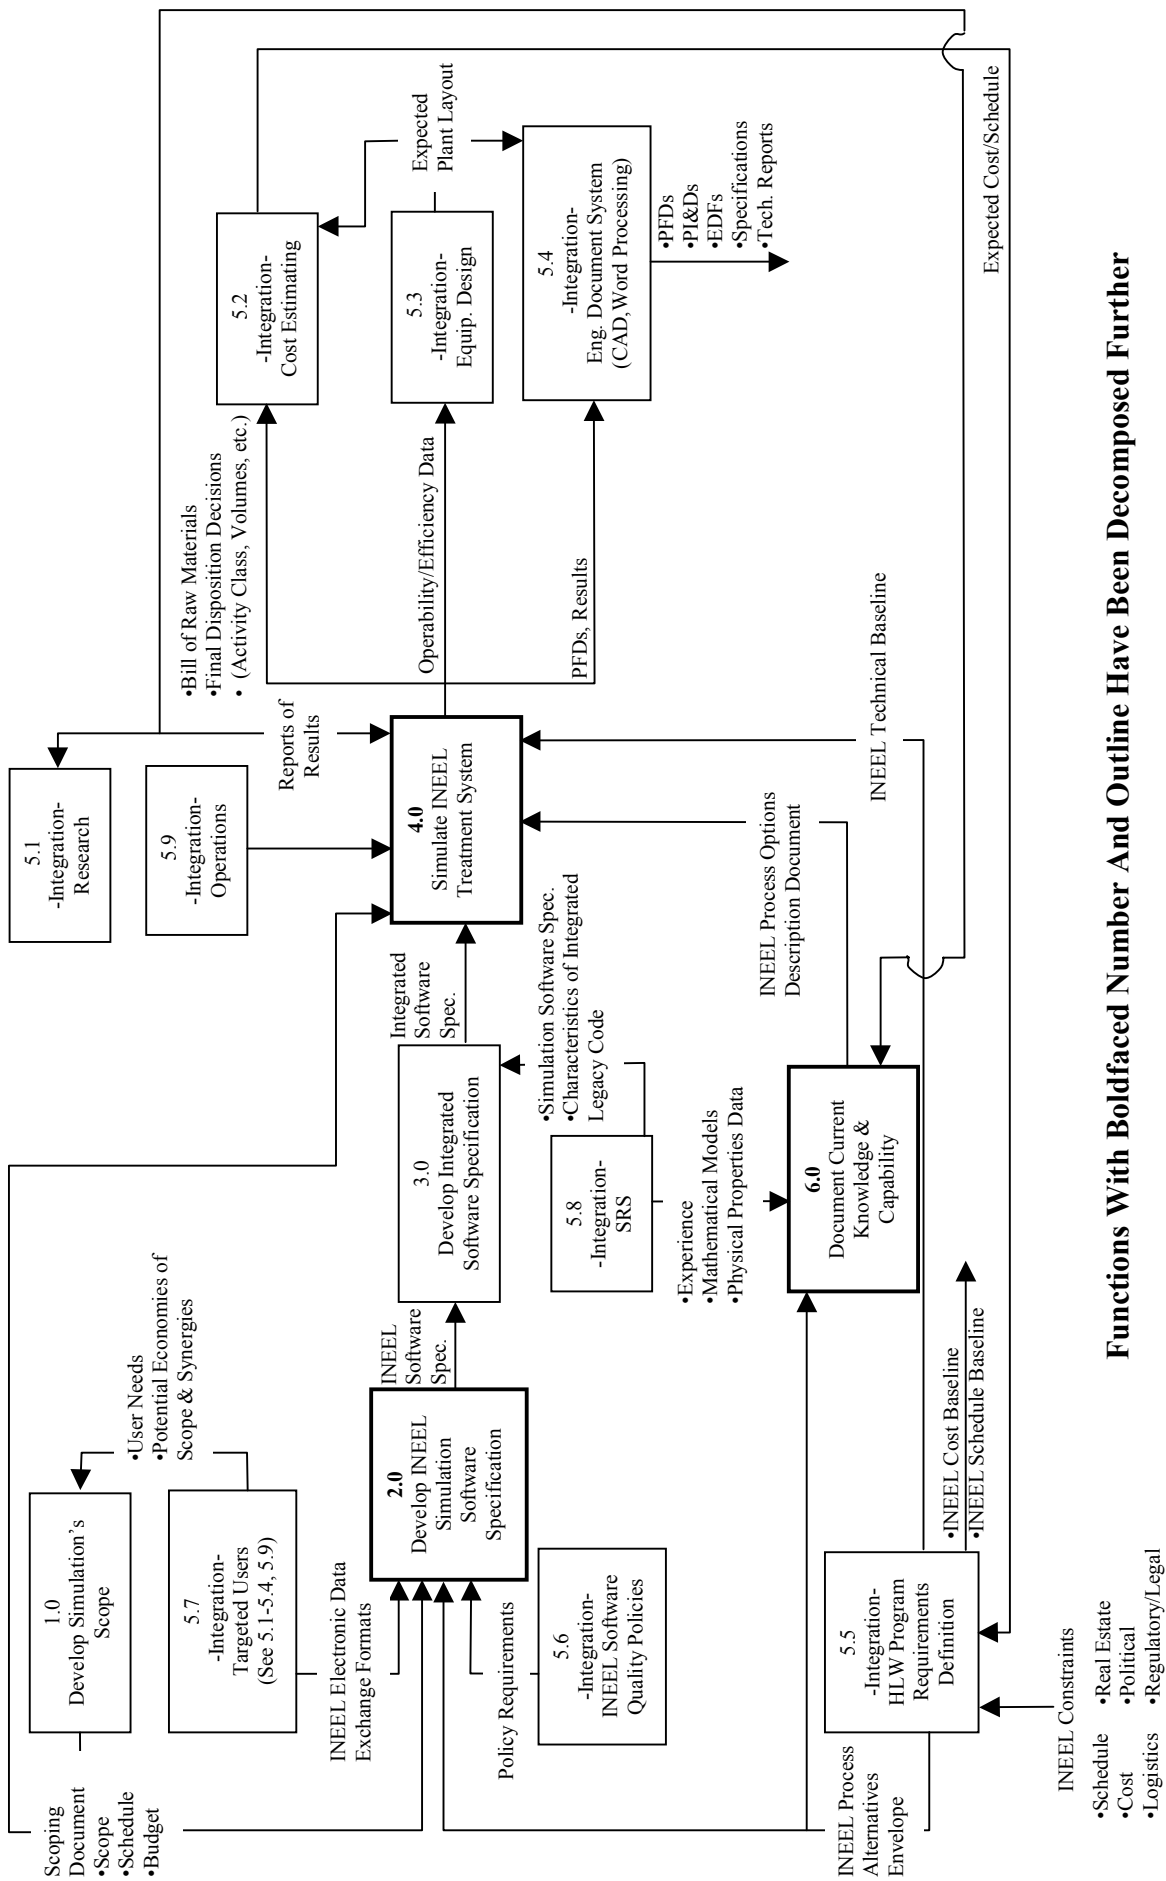 Scoping
Document
•Scope
•Schedule
•Budget
1.0
Develop Simulation's
Scope
•User Needs
•Potential Economies of
Scope & Synergies
5.7
-Integration-
Targeted Users
(See 5.1-5.4, 5.9)
INEEL Electronic Data
Exchange Formats
2.0
Develop INEEL
Simulation
Software
Specification
INEEL
Software
Spec.
Policy Requirements
5.6
-Integration-
INEEL Software
Quality Policies
INEEL Process
Alternatives
Envelope
5.5
-Integration-
HLW Program
Requirements
Definition
•INEEL Cost Baseline
•INEEL Schedule Baseline
INEEL Constraints
•Schedule •Real Estate
•Cost •Political
•Logistics •Regulatory/Legal
3.0
Develop Integrated
Software Specification
Integrated
Software
Spec.
•Simulation Software Spec.
•Characteristics of Integrated
Legacy Code
5.8
-Integration-
SRS
•Experience
•Mathematical Models
•Physical Properties Data
6.0
Document Current
Knowledge &
Capability
INEEL Process Options
Description Document
INEEL Technical Baseline
5.1
-Integration-
Research
5.9
-Integration-
Operations
Reports of
Results
4.0
Simulate INEEL
Treatment System
•Bill of Raw Materials
•Final Disposition Decisions
• (Activity Class, Volumes, etc.)
Operability/Efficiency Data
PFDs, Results
5.2
-Integration-
Cost Estimating
5.3
-Integration-
Equip. Design
Expected
Plant Layout
5.4
-Integration-
Eng. Document System
(CAD,Word Processing)
•PFDs
•PI&Ds
•EDFs
•Specifications
•Tech. Reports
Expected Cost/Schedule
Functions With Boldfaced Number And Outline Have Been Decomposed Further